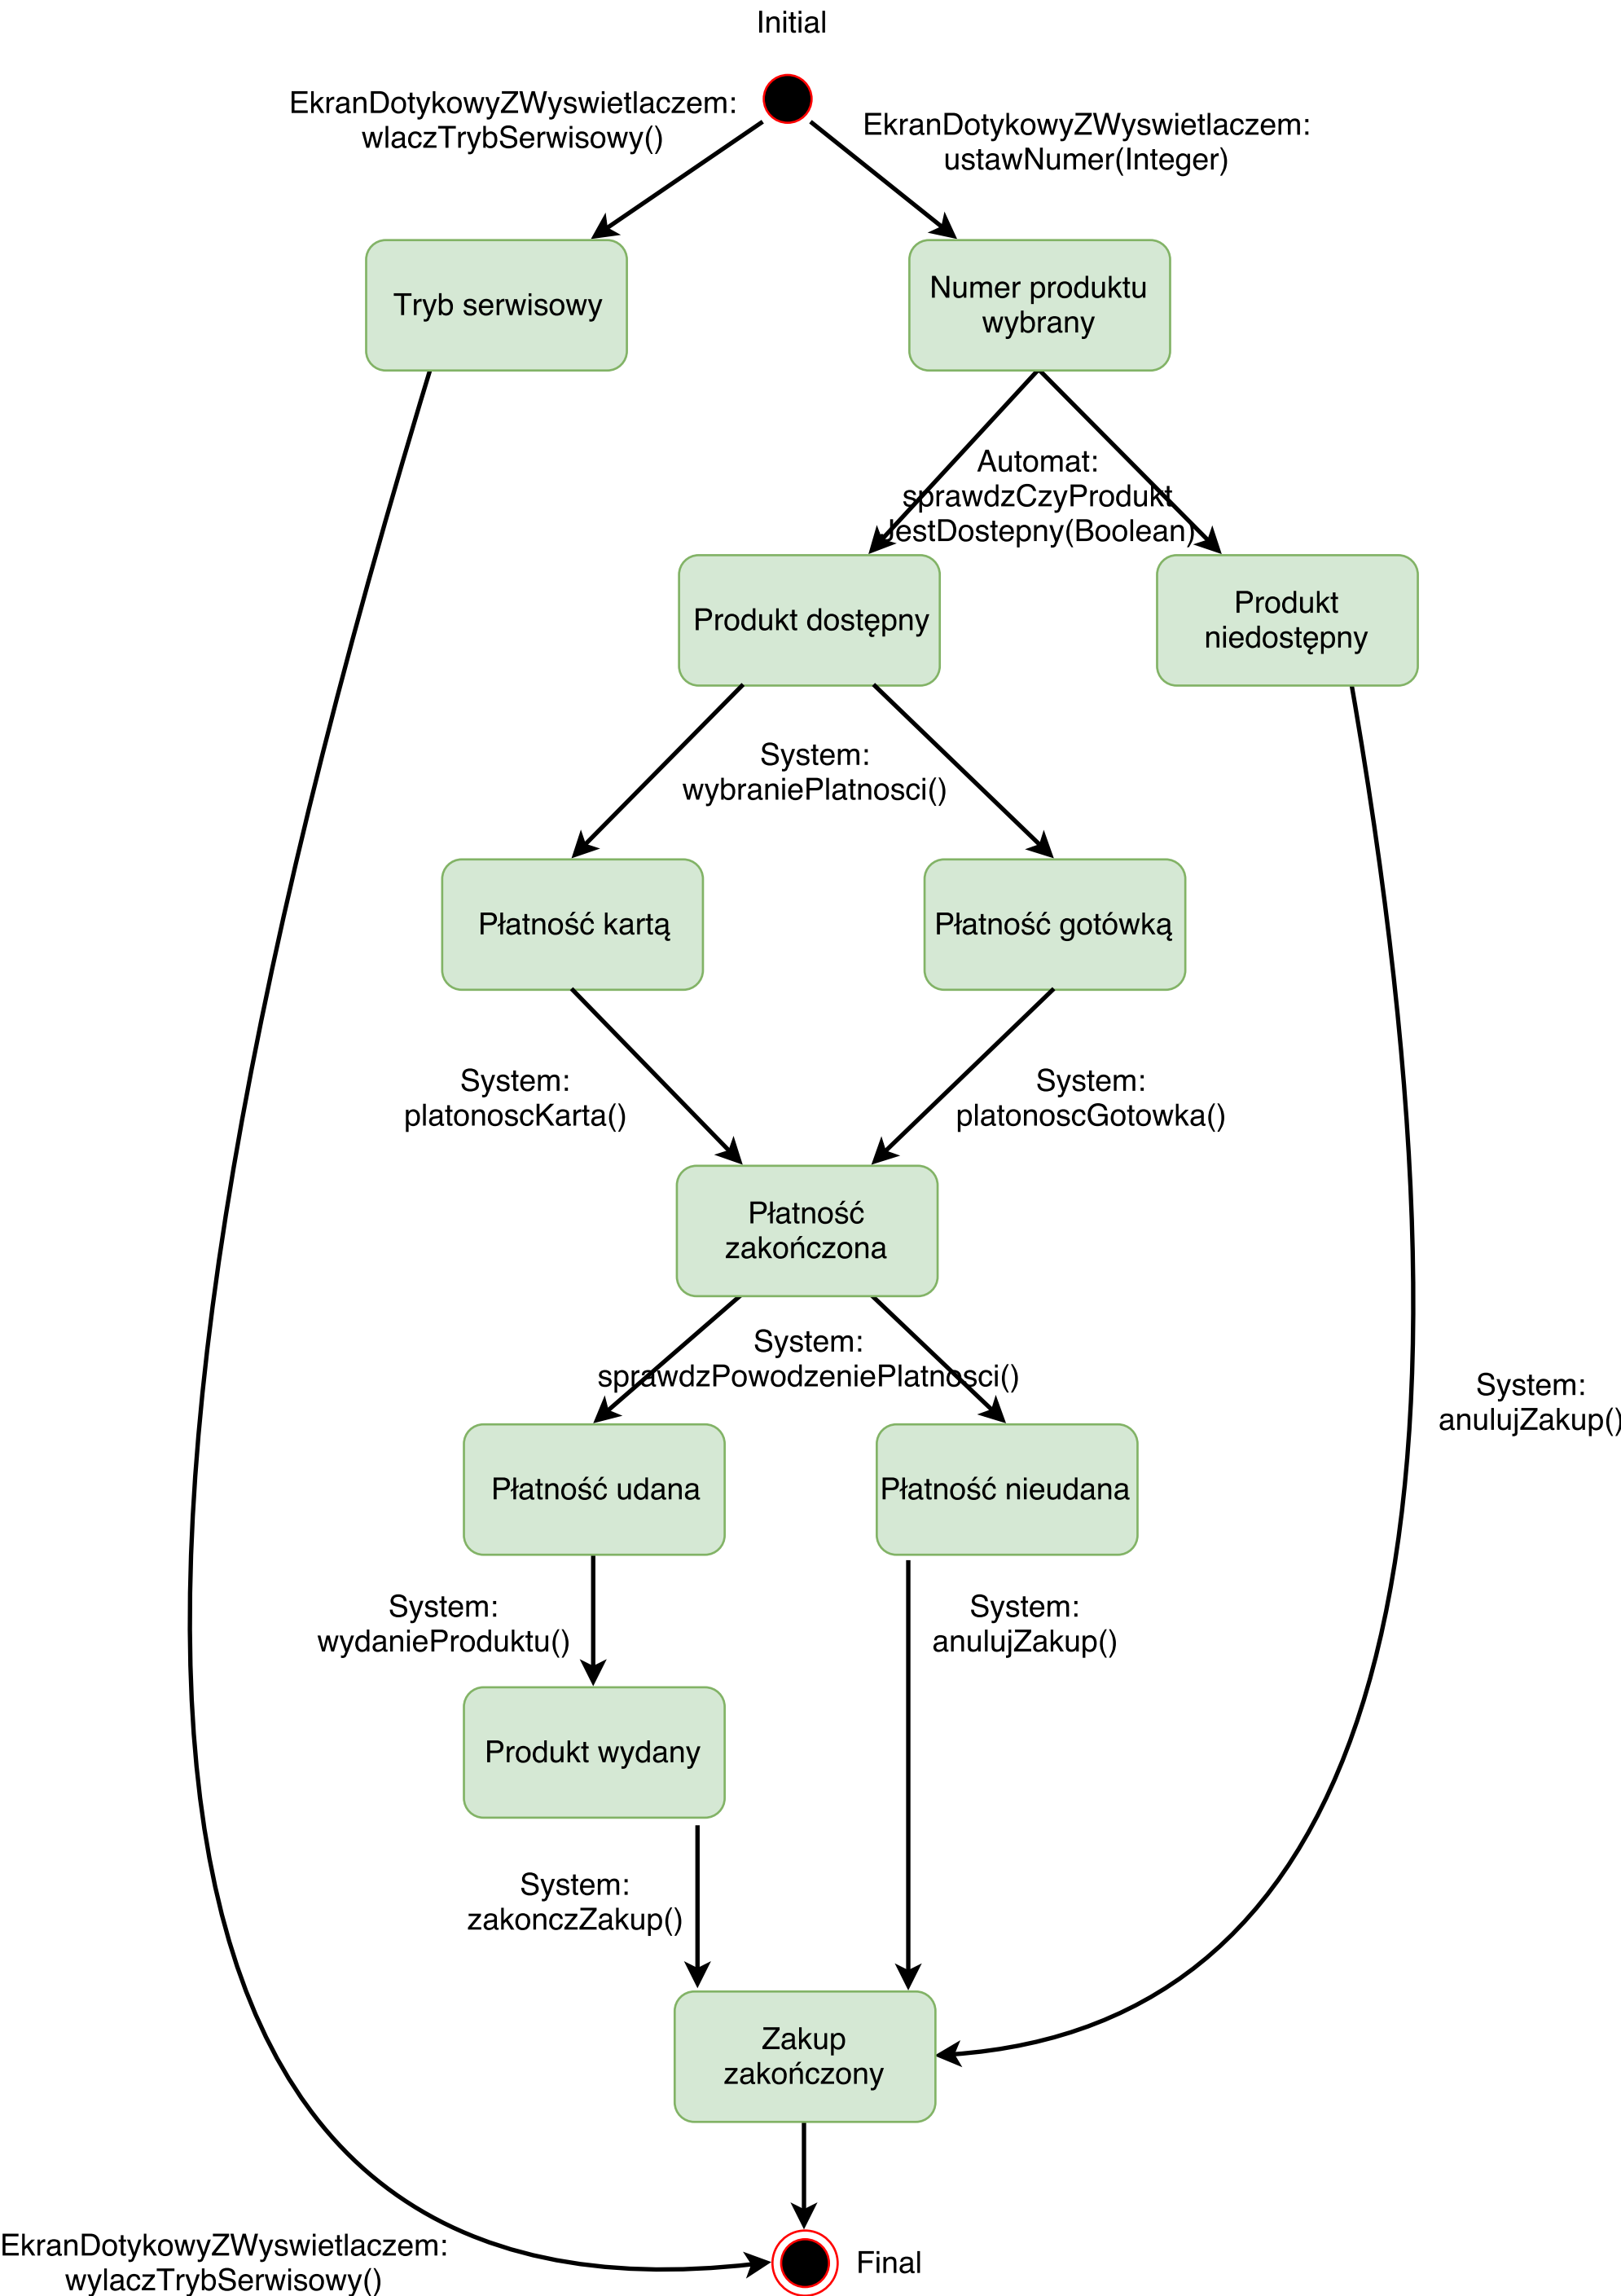 Initial
EkranDotykowyZWyswietlaczem:
wlaczTrybSerwisowy()
EkranDotykowyZWyswietlaczem:
ustawNumer(Integer)
Tryb serwisowy
Numer produktu
wybrany
Automat:
sprawdzCzyProdukt
JestDostepny(Boolean)
Produkt dostępny
Produkt
niedostępny
System:
wybraniePlatnosci()
Płatność kartą
Płatność gotówką
System:
platonoscKarta()
System:
platonoscGotowka()
Płatność
zakończona
System:
sprawdzPowodzeniePlatnosci()
System:
anulujZakup()
Płatność udana
Płatność nieudana
System:
wydanieProduktu()
System:
anulujZakup()
Produkt wydany
System:
zakonczZakup()
Zakup
zakończony
EkranDotykowyZWyswietlaczem:
wylaczTrybSerwisowy()
Final